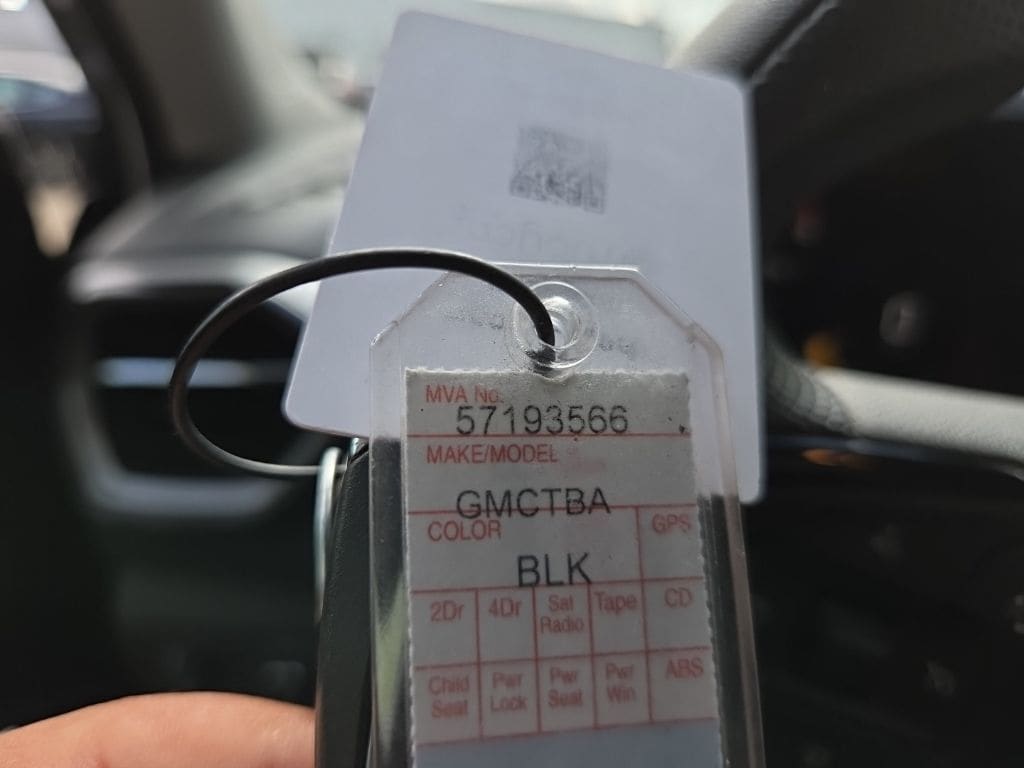 MVA No.
57193566
MAKE/MODEL
GMCTBA
COLOR GPS
BLK
2Dr 4Dr Sat Radio Tape CD
Child Seat Pwr Lock Pwr Seat Pwr Win ABS